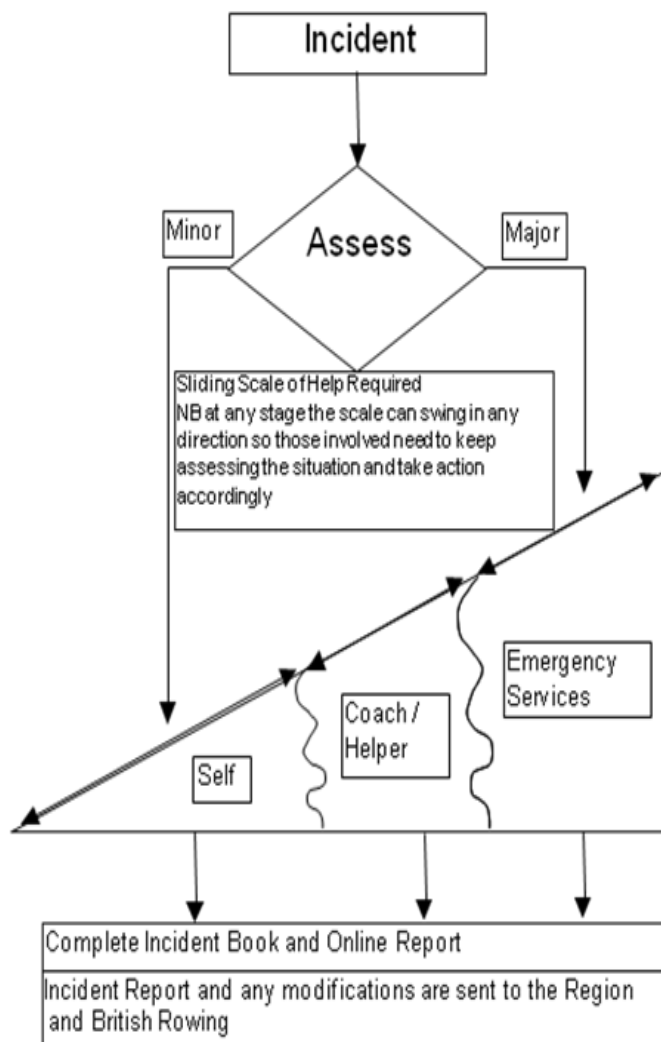 Incident
Minor
Assess
Major
Sliding Scale of Help Required
NB at any stage the scale can swing in any
direction so those involved need to keep
assessing the situation and take action
accordingly
Emergency
Services
Coach /
Helper
Self
Complete Incident Book and Online Report
Incident Report and any modifications are sent to the Region
and British Rowing